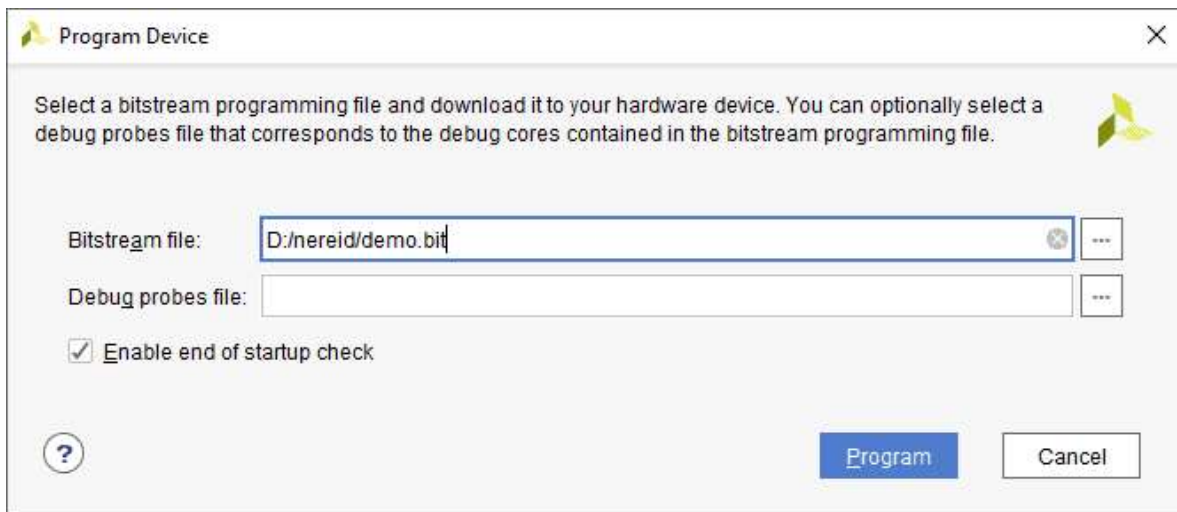 Program Device
Select a bitstream programming file and download it to your hardware device. You can optionally select a
debug probes file that corresponds to the debug cores contained in the bitstream programming file.
Bitstream file: D:/nereid/demo.bit ...
Debug probes file: ...
Enable end of startup check
? Program Cancel